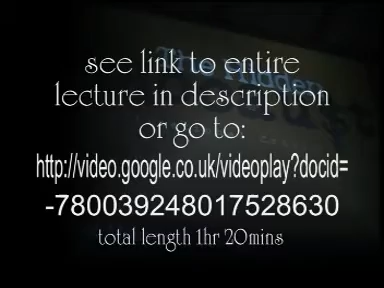 see link to entire
lecture in description
or go to:
http://video.google.co.uk/videoplay?docid=
-780039248017528630
total length 1hr 20mins